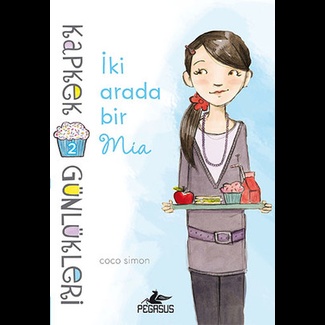 KAPKEK
2
GÜNLÜKLERİ
İki
arada
bir
Mia
coco simon
PEGASUS